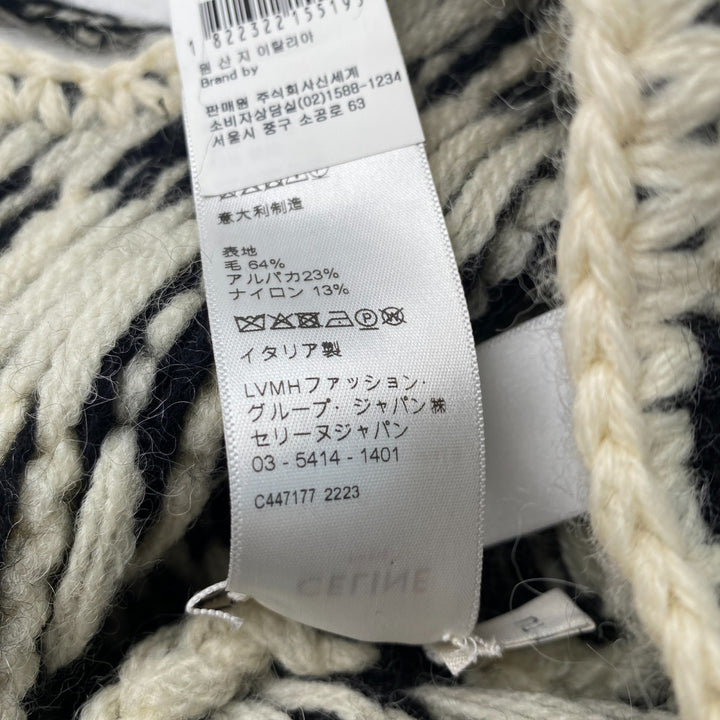 1 822322 155195
원 산 지 이탈리아
Brand by
판매원 주식회사신세계
소비자상담실(02)1588-1234
서울시 중구 소공로 63
意大利制造
表地
毛 64%
アルパカ23%
ナイロン 13%
イタリア製
LVMHファッション・
グループ・ジャパン㈱
セリーヌジャパン
03 - 5414 - 1401
C447177 2223
CELINE